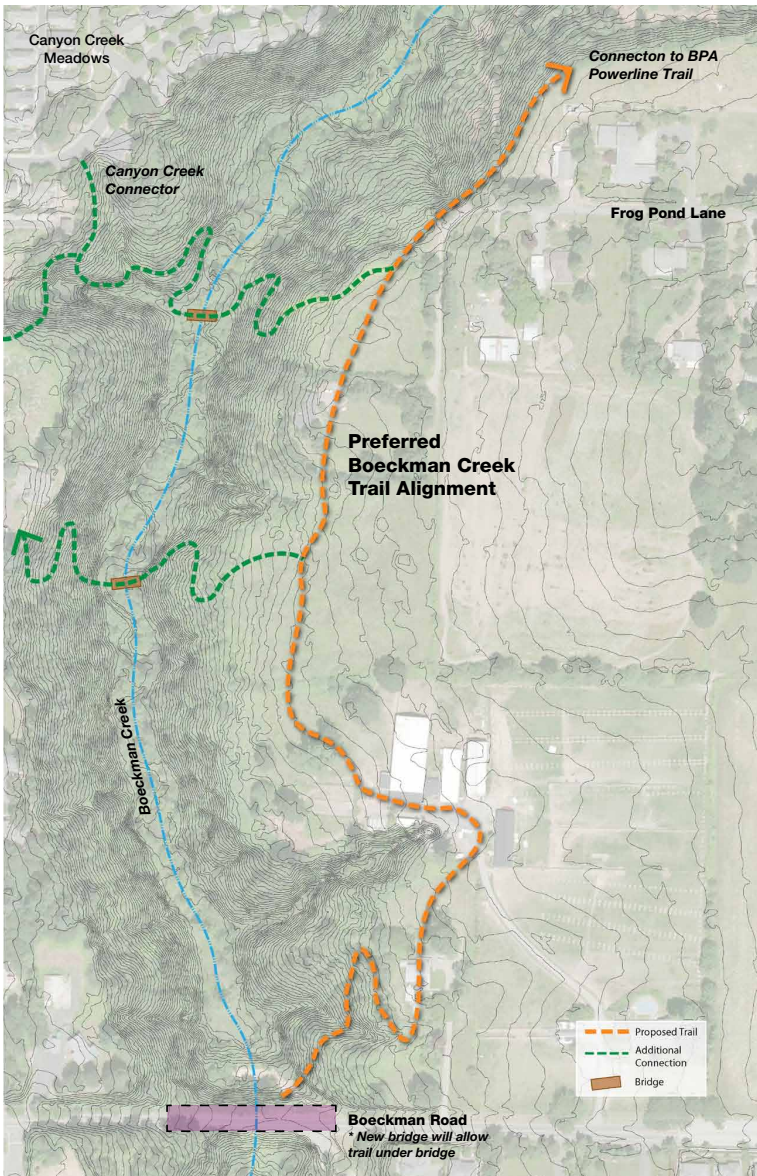 Canyon Creek
Meadows
Connecton to BPA
Powerline Trail
Canyon Creek
Connector
Frog Pond Lane
Preferred
Boeckman Creek
Trail Alignment
Boeckman Creek
Proposed Trail
Additional
Connection
Bridge
Boeckman Road
* New bridge will allow
trail under bridge